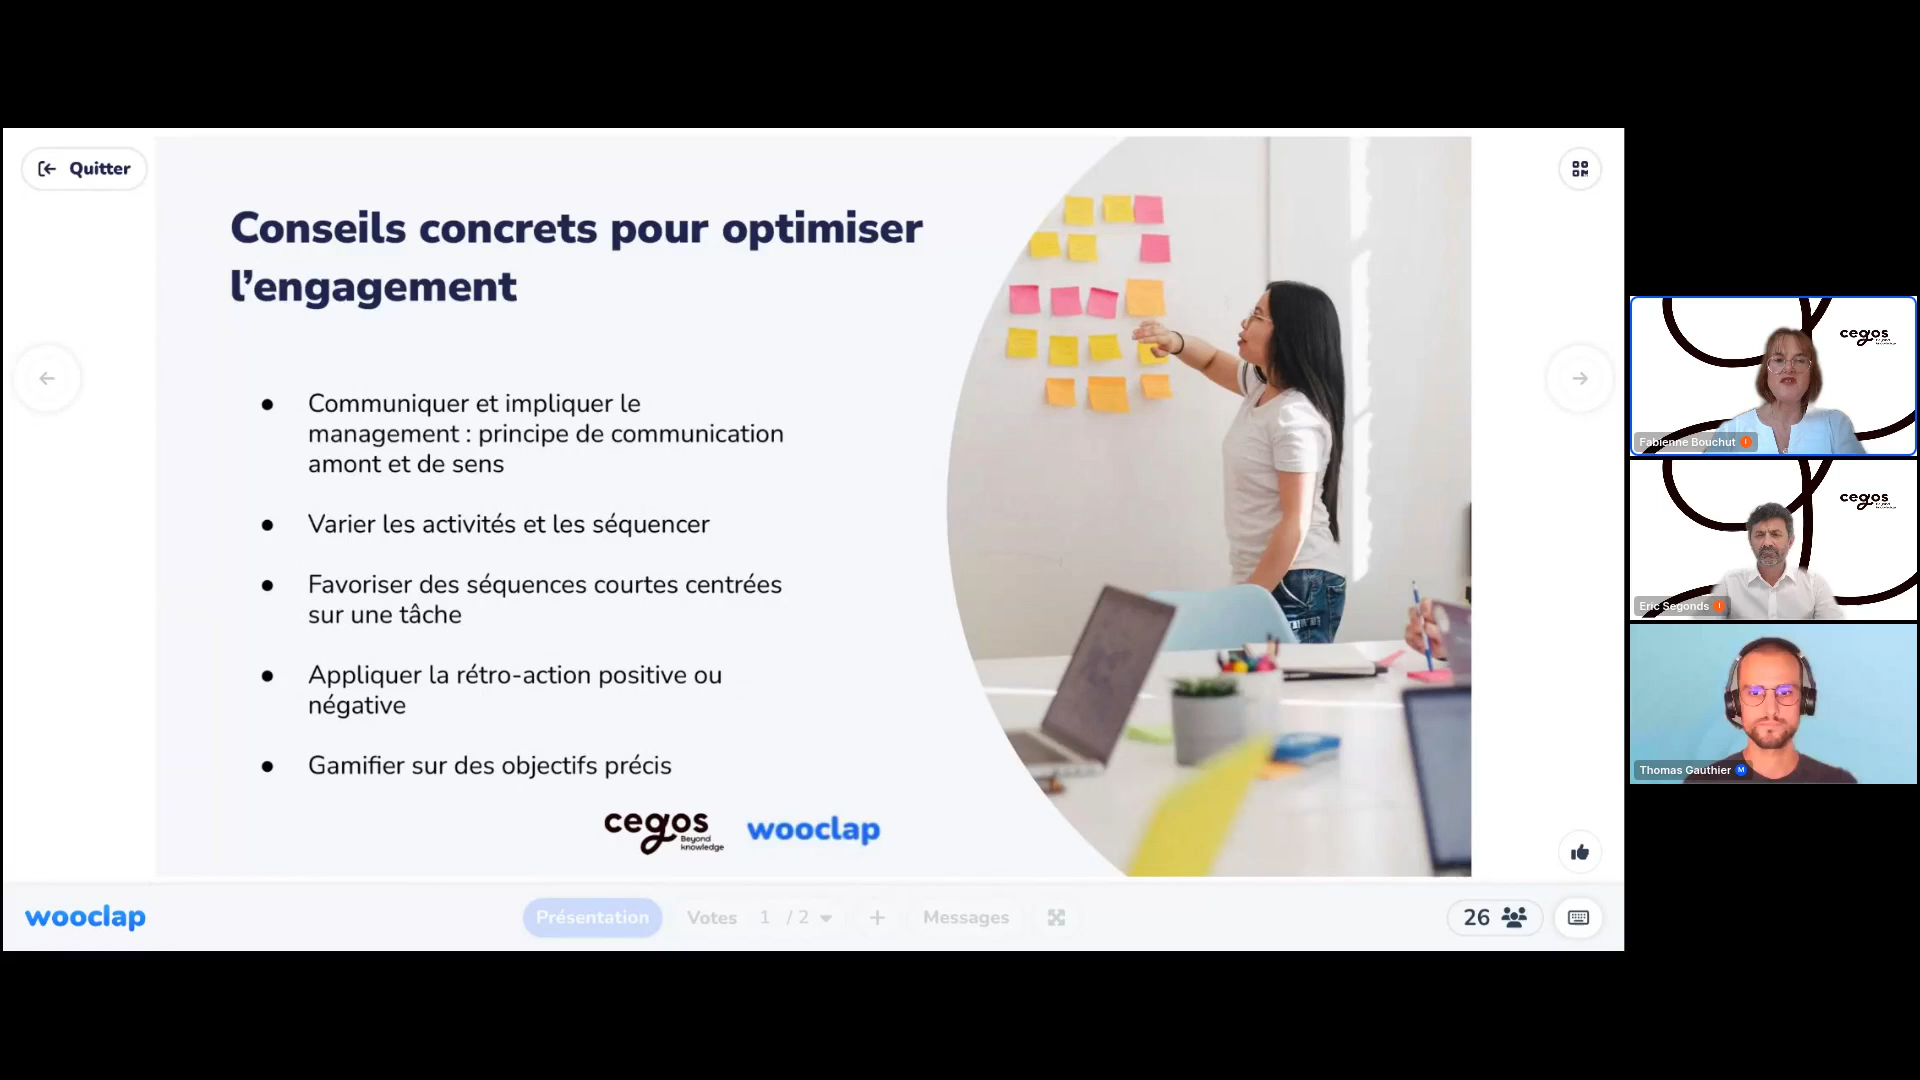 Quitter
Conseils concrets pour optimiser
l’engagement
● Communiquer et impliquer le
management : principe de communication
amont et de sens
● Varier les activités et les séquencer
● Favoriser des séquences courtes centrées
sur une tâche
● Appliquer la rétro-action positive ou
négative
● Gamifier sur des objectifs précis
cegos
Beyond
knowledge
wooclap
wooclap
Présentation
Votes 1 / 2
Messages
26
cegos
Fabienne Bouchut
cegos
Eric Segonds
Thomas Gauthier M